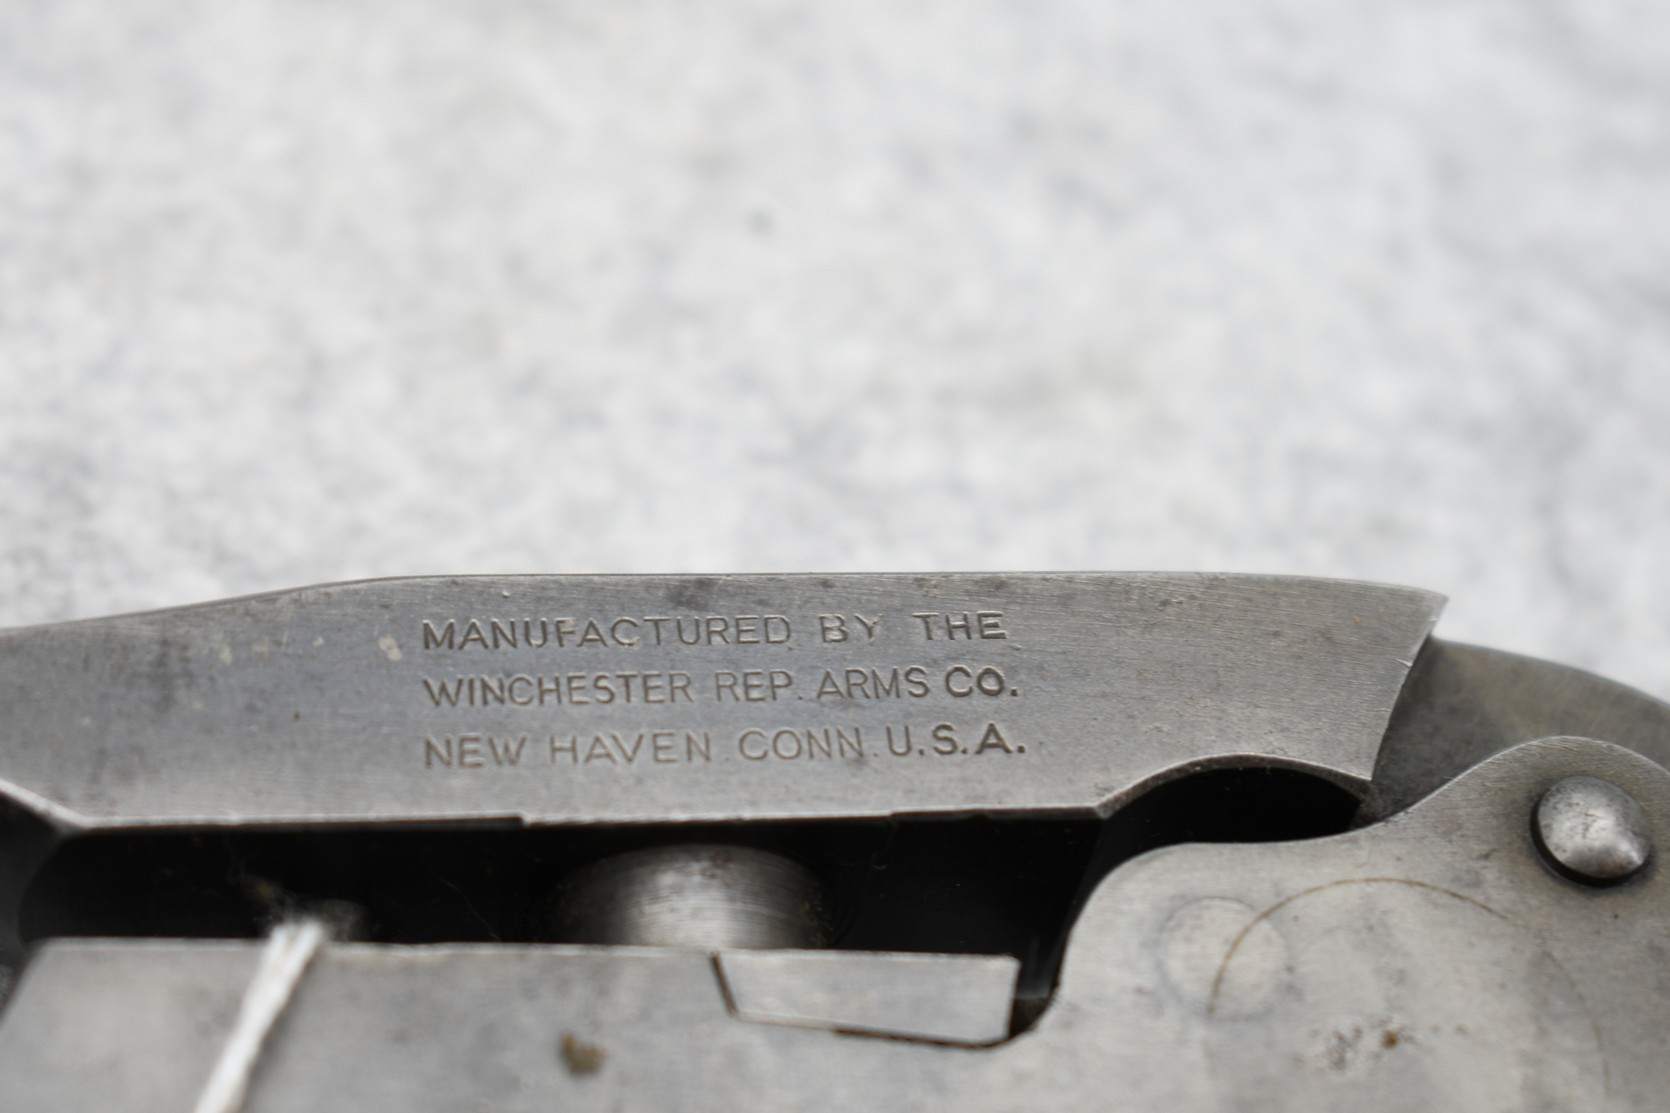 MANUFACTURED BY THE
WINCHESTER REP. ARMS CO.
NEW HAVEN CONN. U.S.A.